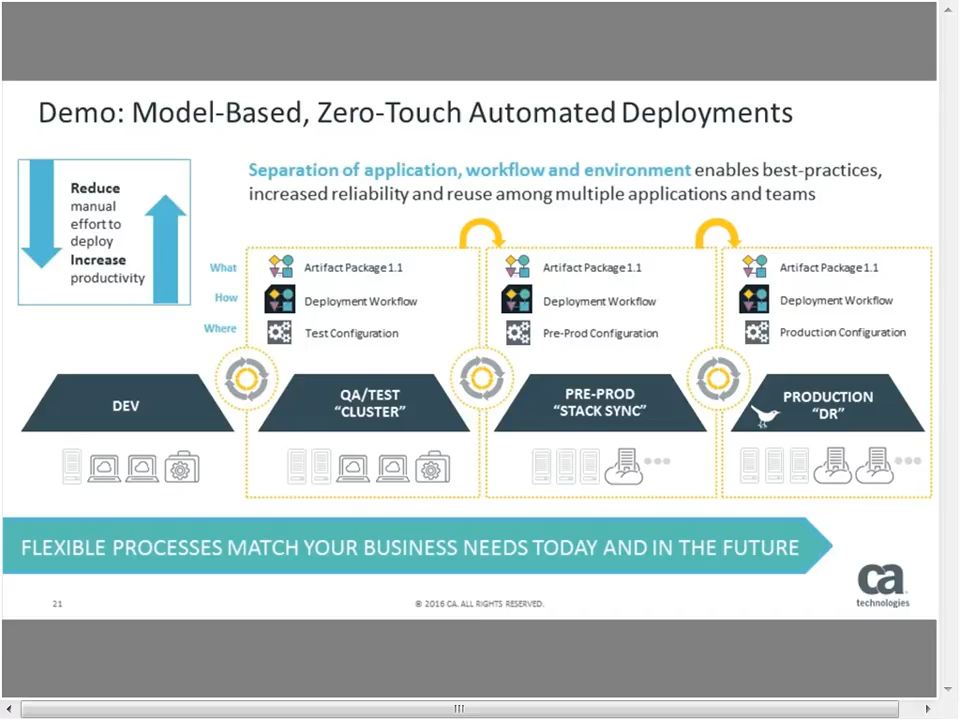 Demo: Model-Based, Zero-Touch Automated Deployments
Reduce
manual
effort to
deploy
Increase
productivity
Separation of application, workflow and environment enables best-practices,
increased reliability and reuse among multiple applications and teams
What
How
Where
Artifact Package 1.1
Deployment Workflow
Test Configuration
Artifact Package 1.1
Deployment Workflow
Pre-Prod Configuration
Artifact Package 1.1
Deployment Workflow
Production Configuration
DEV
QA/TEST
“CLUSTER”
PRE-PROD
“STACK SYNC”
PRODUCTION
“DR”
FLEXIBLE PROCESSES MATCH YOUR BUSINESS NEEDS TODAY AND IN THE FUTURE
21
© 2016 CA. ALL RIGHTS RESERVED.
ca
technologies